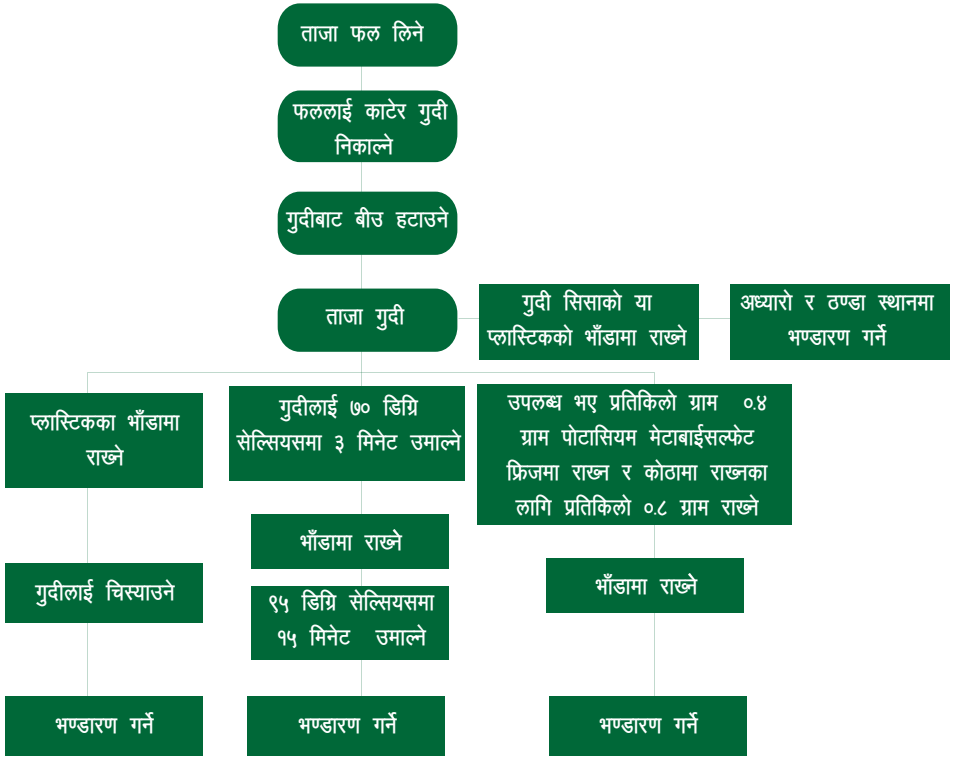 ताजा फल लिने
फललाई काटेर गुदी
निकाल्ने
गुदीबाट बीउ हटाउने
ताजा गुदी
गुदी सिसाको या
प्लास्टिकको भाँडामा राख्ने
अध्यारो र ठण्डा स्थानमा
भण्डारण गर्ने
प्लास्टिकका भाँडामा
राख्ने
गुदीलाई चिस्याउने
भण्डारण गर्ने
गुदीलाई ७० डिग्रि
सेल्सियसमा ३ मिनेट उमाल्ने
भाँडामा राख्ने
९५ डिग्रि सेल्सियसमा
१५ मिनेट उमाल्ने
भण्डारण गर्ने
उपलब्ध भए प्रतिकिलो ग्राम ०.४
ग्राम पोटासियम मेटाबाईसल्फेट
फ्रिजमा राख्न र कोठामा राख्नका
लागि प्रतिकिलो ०.८ ग्राम राख्ने
भाँडामा राख्ने
भण्डारण गर्ने